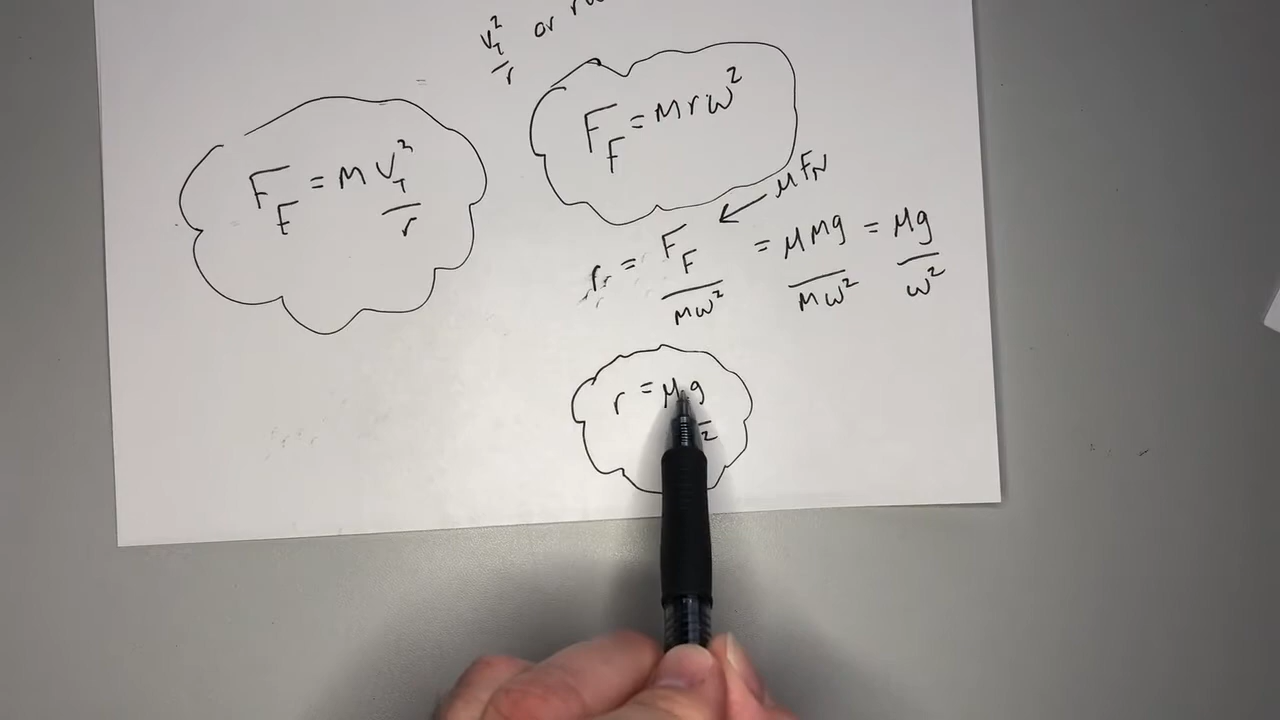 v_T^2/r or r
F_F = m v_T^2/r
F_F = mrω^2
μF_N
r = F_F/mω^2 = μmg/mω^2 = μg/ω^2
r = μg
2